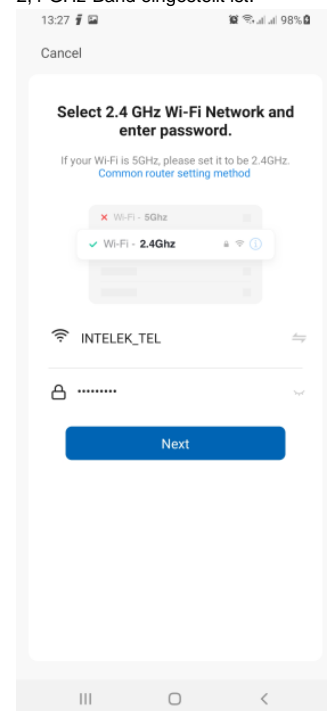 2,4 GHz-Band eingestellt ist.
13:27 98%
Cancel
Select 2.4 GHz Wi-Fi Network and
enter password.
If your Wi-Fi is 5GHz, please set it to be 2.4GHz.
Common router setting method
Wi-Fi - 5Ghz
Wi-Fi - 2.4Ghz
INTELEK_TEL
•••••••••
Next